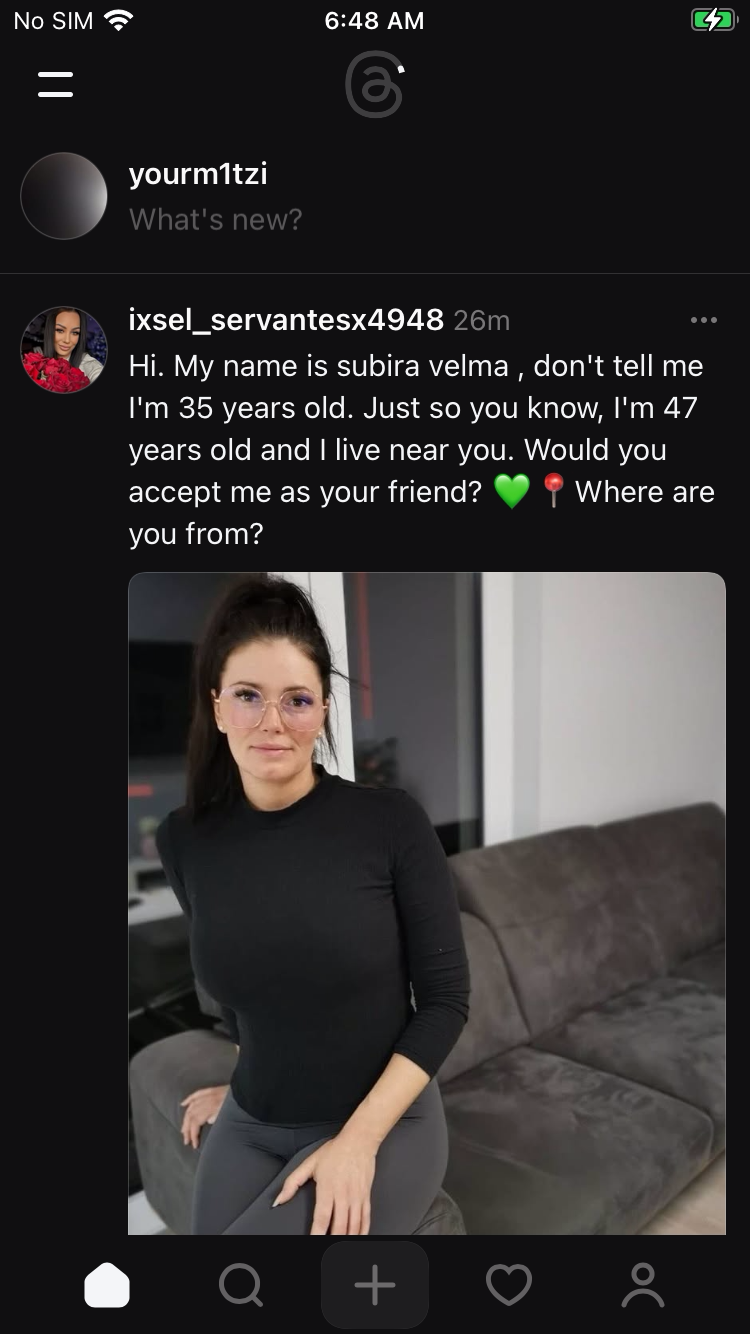 No SIM 6:48 AM
yourm1tzi
What's new?
ixsel_servantesx4948 26m
Hi. My name is subira velma , don't tell me
I'm 35 years old. Just so you know, I'm 47
years old and I live near you. Would you
accept me as your friend? 💚 📍 Where are
you from?